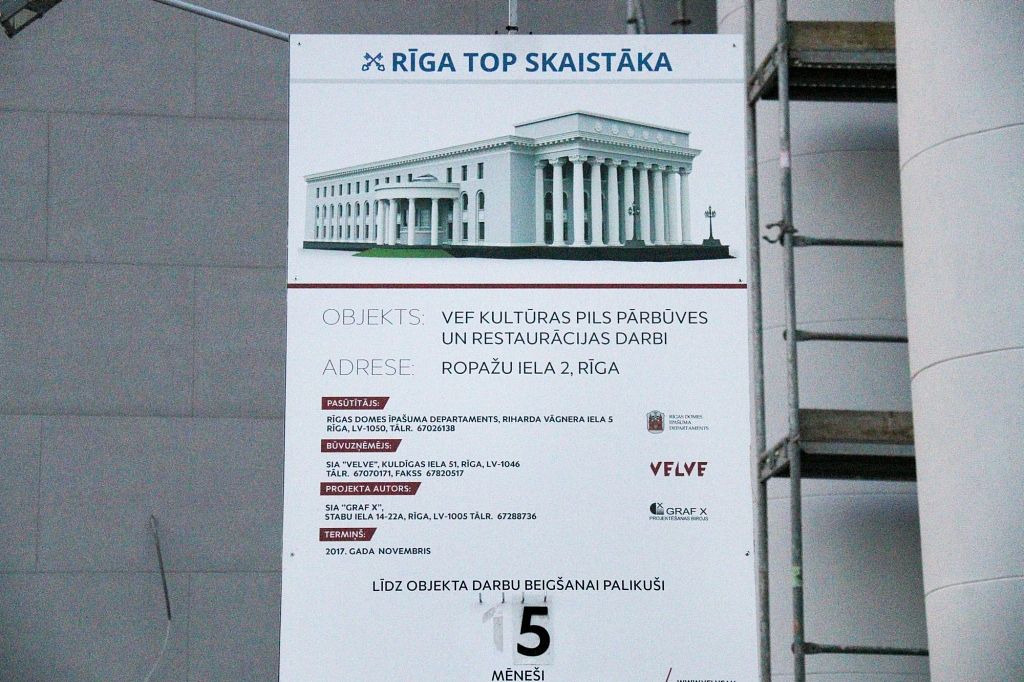 RĪGA TOP SKAISTĀKA
OBJEKTS: VEF KULTŪRAS PILS PĀRBŪVES
UN RESTAURĀCIJAS DARBI
ADRESE: ROPAŽU IELA 2, RĪGA
PASŪTĪTĀJS:
RĪGAS DOMES ĪPAŠUMA DEPARTAMENTS, RIHARDA VĀGNERA IELA 5
RĪGA, LV-1050, TĀLR. 67026138
RĪGAS DOMES
ĪPAŠUMA
DEPARTAMENTS
BŪVUZŅĒMĒJS:
SIA "VELVE", KULDĪGAS IELA 51, RĪGA, LV-1046
TĀLR. 67070171, FAKSS 67820517
VELVE
PROJEKTA AUTORS:
SIA "GRAF X",
STABU IELA 14-22A, RĪGA, LV-1005 TĀLR. 67288736
GRAF X
PROJEKTĒŠANAS BIROJS
TERMIŅŠ:
2017. GADA NOVEMBRIS
LĪDZ OBJEKTA DARBU BEIGŠANAI PALIKUŠI
15
MĒNEŠI